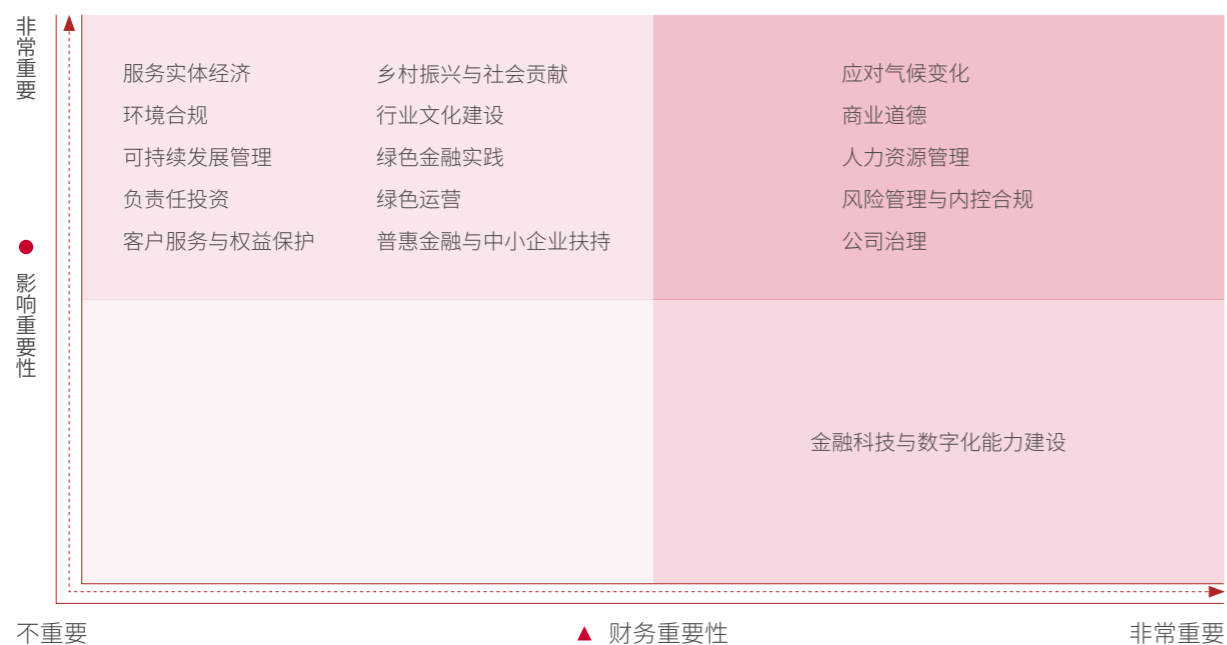 非常重要
影响重要性
服务实体经济
环境合规
可持续发展管理
负责任投资
客户服务与权益保护
乡村振兴与社会贡献
行业文化建设
绿色金融实践
绿色运营
普惠金融与中小企业扶持
应对气候变化
商业道德
人力资源管理
风险管理与内控合规
公司治理
金融科技与数字化能力建设
不重要
财务重要性
非常重要